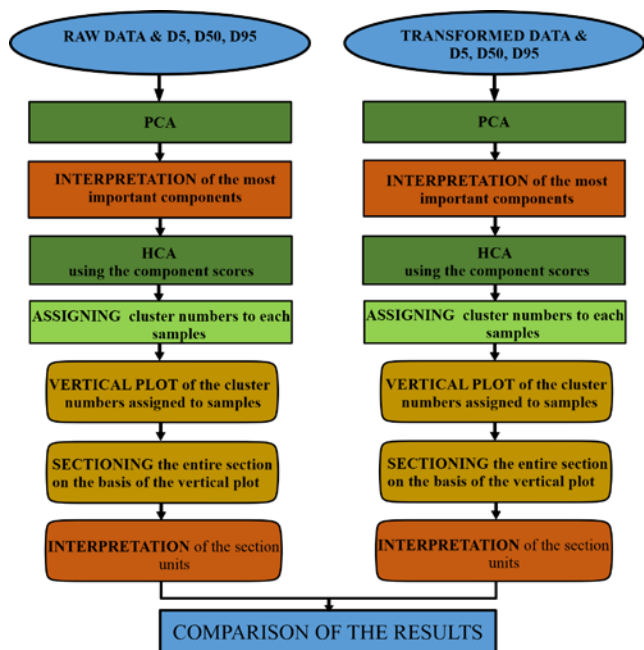 RAW DATA & D5, D50, D95
PCA
INTERPRETATION of the most
important components
HCA
using the component scores
ASSIGNING cluster numbers to each
samples
VERTICAL PLOT of the cluster
numbers assigned to samples
SECTIONING the entire section
on the basis of the vertical plot
INTERPRETATION of the section
units
TRANSFORMED DATA &
D5, D50, D95
PCA
INTERPRETATION of the most
important components
HCA
using the component scores
ASSIGNING cluster numbers to each
samples
VERTICAL PLOT of the cluster
numbers assigned to samples
SECTIONING the entire section
on the basis of the vertical plot
INTERPRETATION of the section
units
COMPARISON OF THE RESULTS